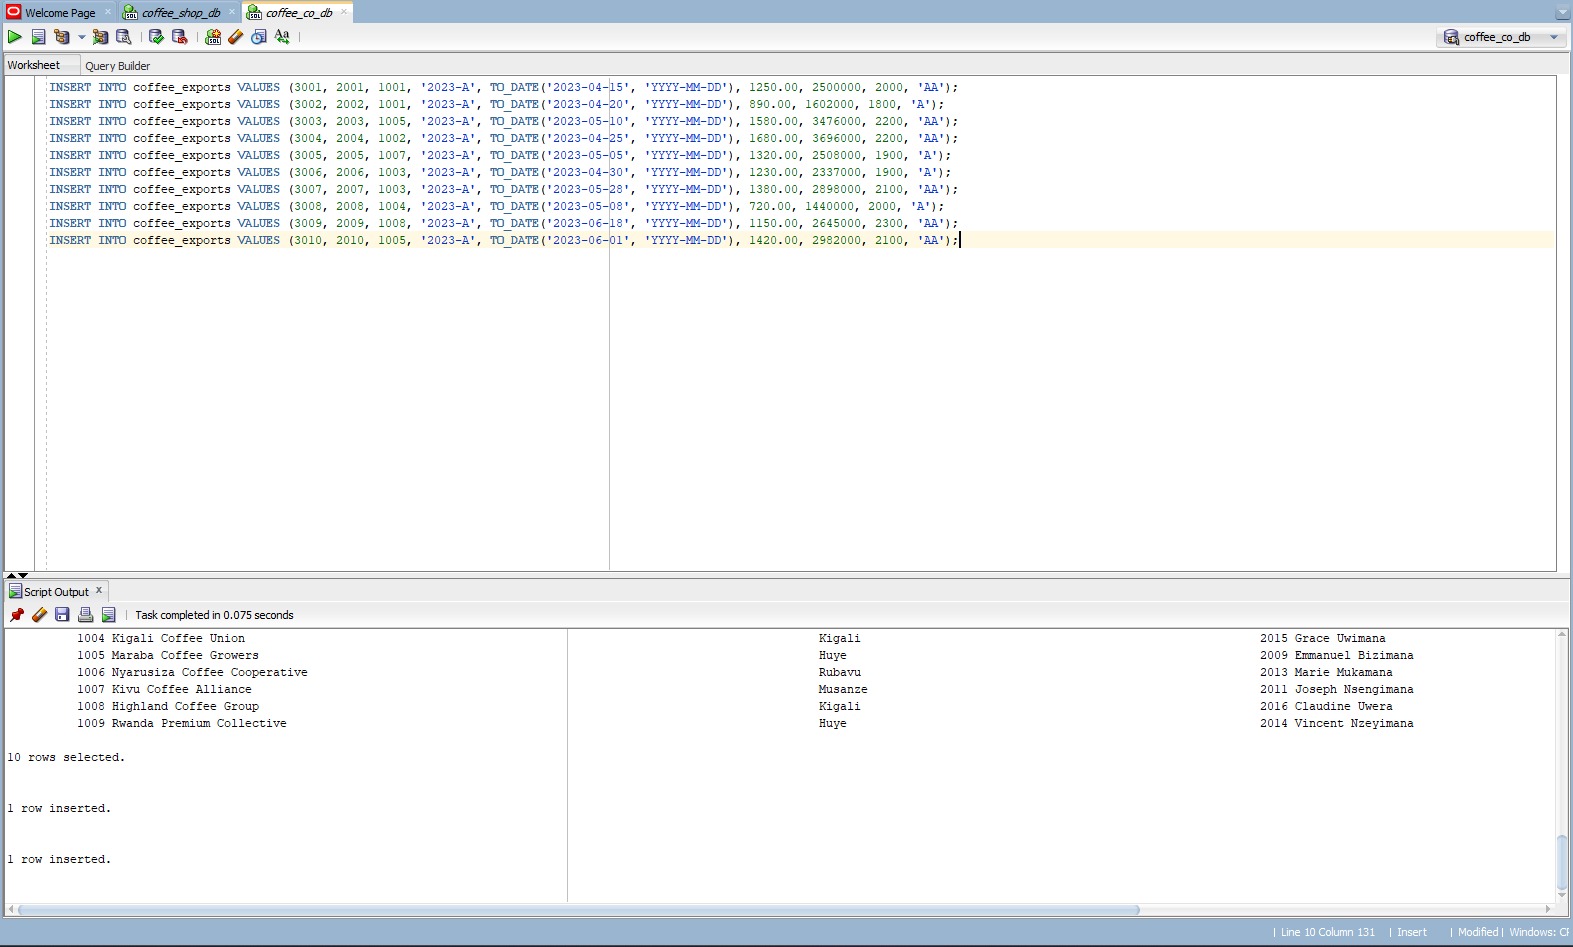 Welcome Page
coffee_shop_db
coffee_co_db
coffee_co_db
Worksheet
Query Builder
INSERT INTO coffee_exports VALUES (3001, 2001, 1001, '2023-A', TO_DATE('2023-04-15', 'YYYY-MM-DD'), 1250.00, 2500000, 2000, 'AA');
INSERT INTO coffee_exports VALUES (3002, 2002, 1001, '2023-A', TO_DATE('2023-04-20', 'YYYY-MM-DD'), 890.00, 1602000, 1800, 'A');
INSERT INTO coffee_exports VALUES (3003, 2003, 1005, '2023-A', TO_DATE('2023-05-10', 'YYYY-MM-DD'), 1580.00, 3476000, 2200, 'AA');
INSERT INTO coffee_exports VALUES (3004, 2004, 1002, '2023-A', TO_DATE('2023-04-25', 'YYYY-MM-DD'), 1680.00, 3696000, 2200, 'AA');
INSERT INTO coffee_exports VALUES (3005, 2005, 1007, '2023-A', TO_DATE('2023-05-05', 'YYYY-MM-DD'), 1320.00, 2508000, 1900, 'A');
INSERT INTO coffee_exports VALUES (3006, 2006, 1003, '2023-A', TO_DATE('2023-04-30', 'YYYY-MM-DD'), 1230.00, 2337000, 1900, 'A');
INSERT INTO coffee_exports VALUES (3007, 2007, 1003, '2023-A', TO_DATE('2023-05-28', 'YYYY-MM-DD'), 1380.00, 2898000, 2100, 'AA');
INSERT INTO coffee_exports VALUES (3008, 2008, 1004, '2023-A', TO_DATE('2023-05-08', 'YYYY-MM-DD'), 720.00, 1440000, 2000, 'A');
INSERT INTO coffee_exports VALUES (3009, 2009, 1008, '2023-A', TO_DATE('2023-06-18', 'YYYY-MM-DD'), 1150.00, 2645000, 2300, 'AA');
INSERT INTO coffee_exports VALUES (3010, 2010, 1005, '2023-A', TO_DATE('2023-06-01', 'YYYY-MM-DD'), 1420.00, 2982000, 2100, 'AA');
Script Output
Task completed in 0.075 seconds
1004 Kigali Coffee Union Kigali 2015 Grace Uwimana
1005 Maraba Coffee Growers Huye 2009 Emmanuel Bizimana
1006 Nyarusiza Coffee Cooperative Rubavu 2013 Marie Mukamana
1007 Kivu Coffee Alliance Musanze 2011 Joseph Nsengimana
1008 Highland Coffee Group Kigali 2016 Claudine Uwera
1009 Rwanda Premium Collective Huye 2014 Vincent Nzeyimana
10 rows selected.
1 row inserted.
1 row inserted.
| Line 10 Column 131 | Insert | Modified | Windows: